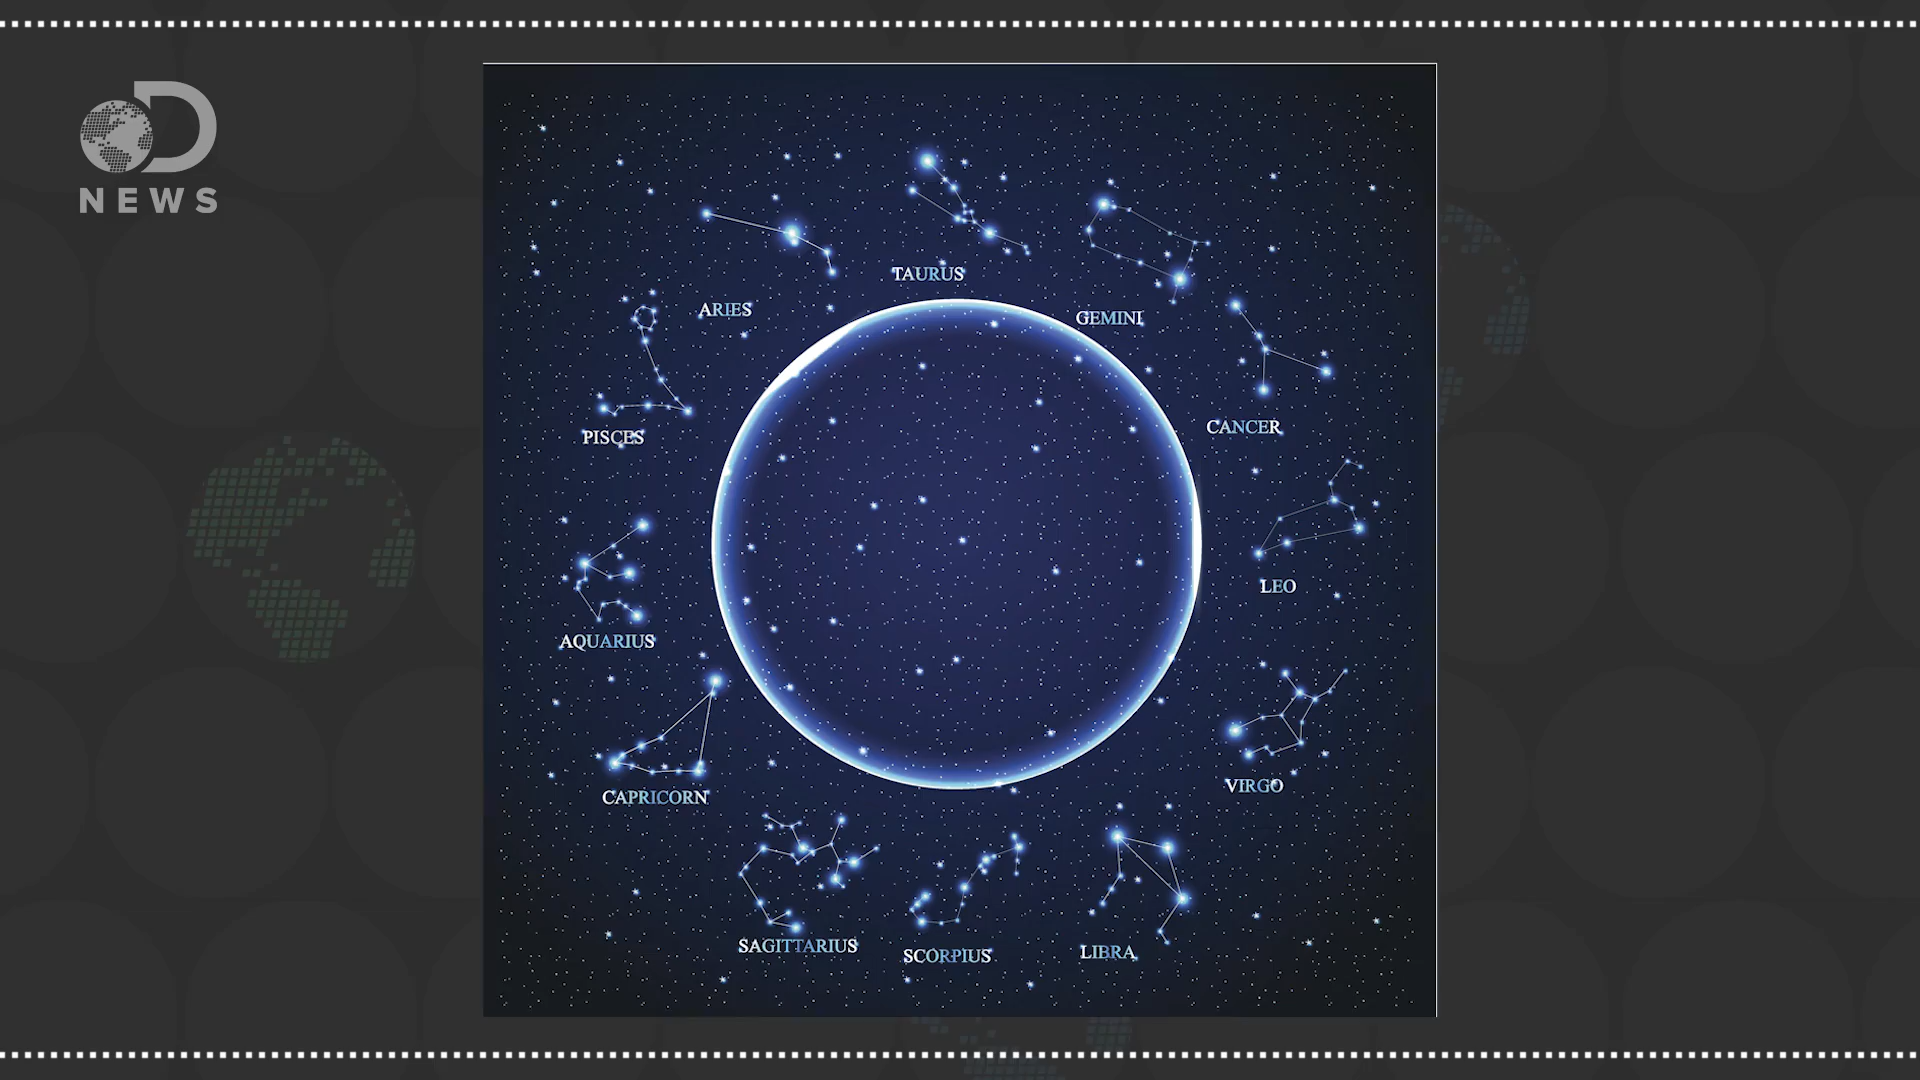 D
NEWS
TAURUS
ARIES
GEMINI
PISCES
CANCER
LEO
AQUARIUS
VIRGO
CAPRICORN
SAGITTARIUS
SCORPIUS
LIBRA